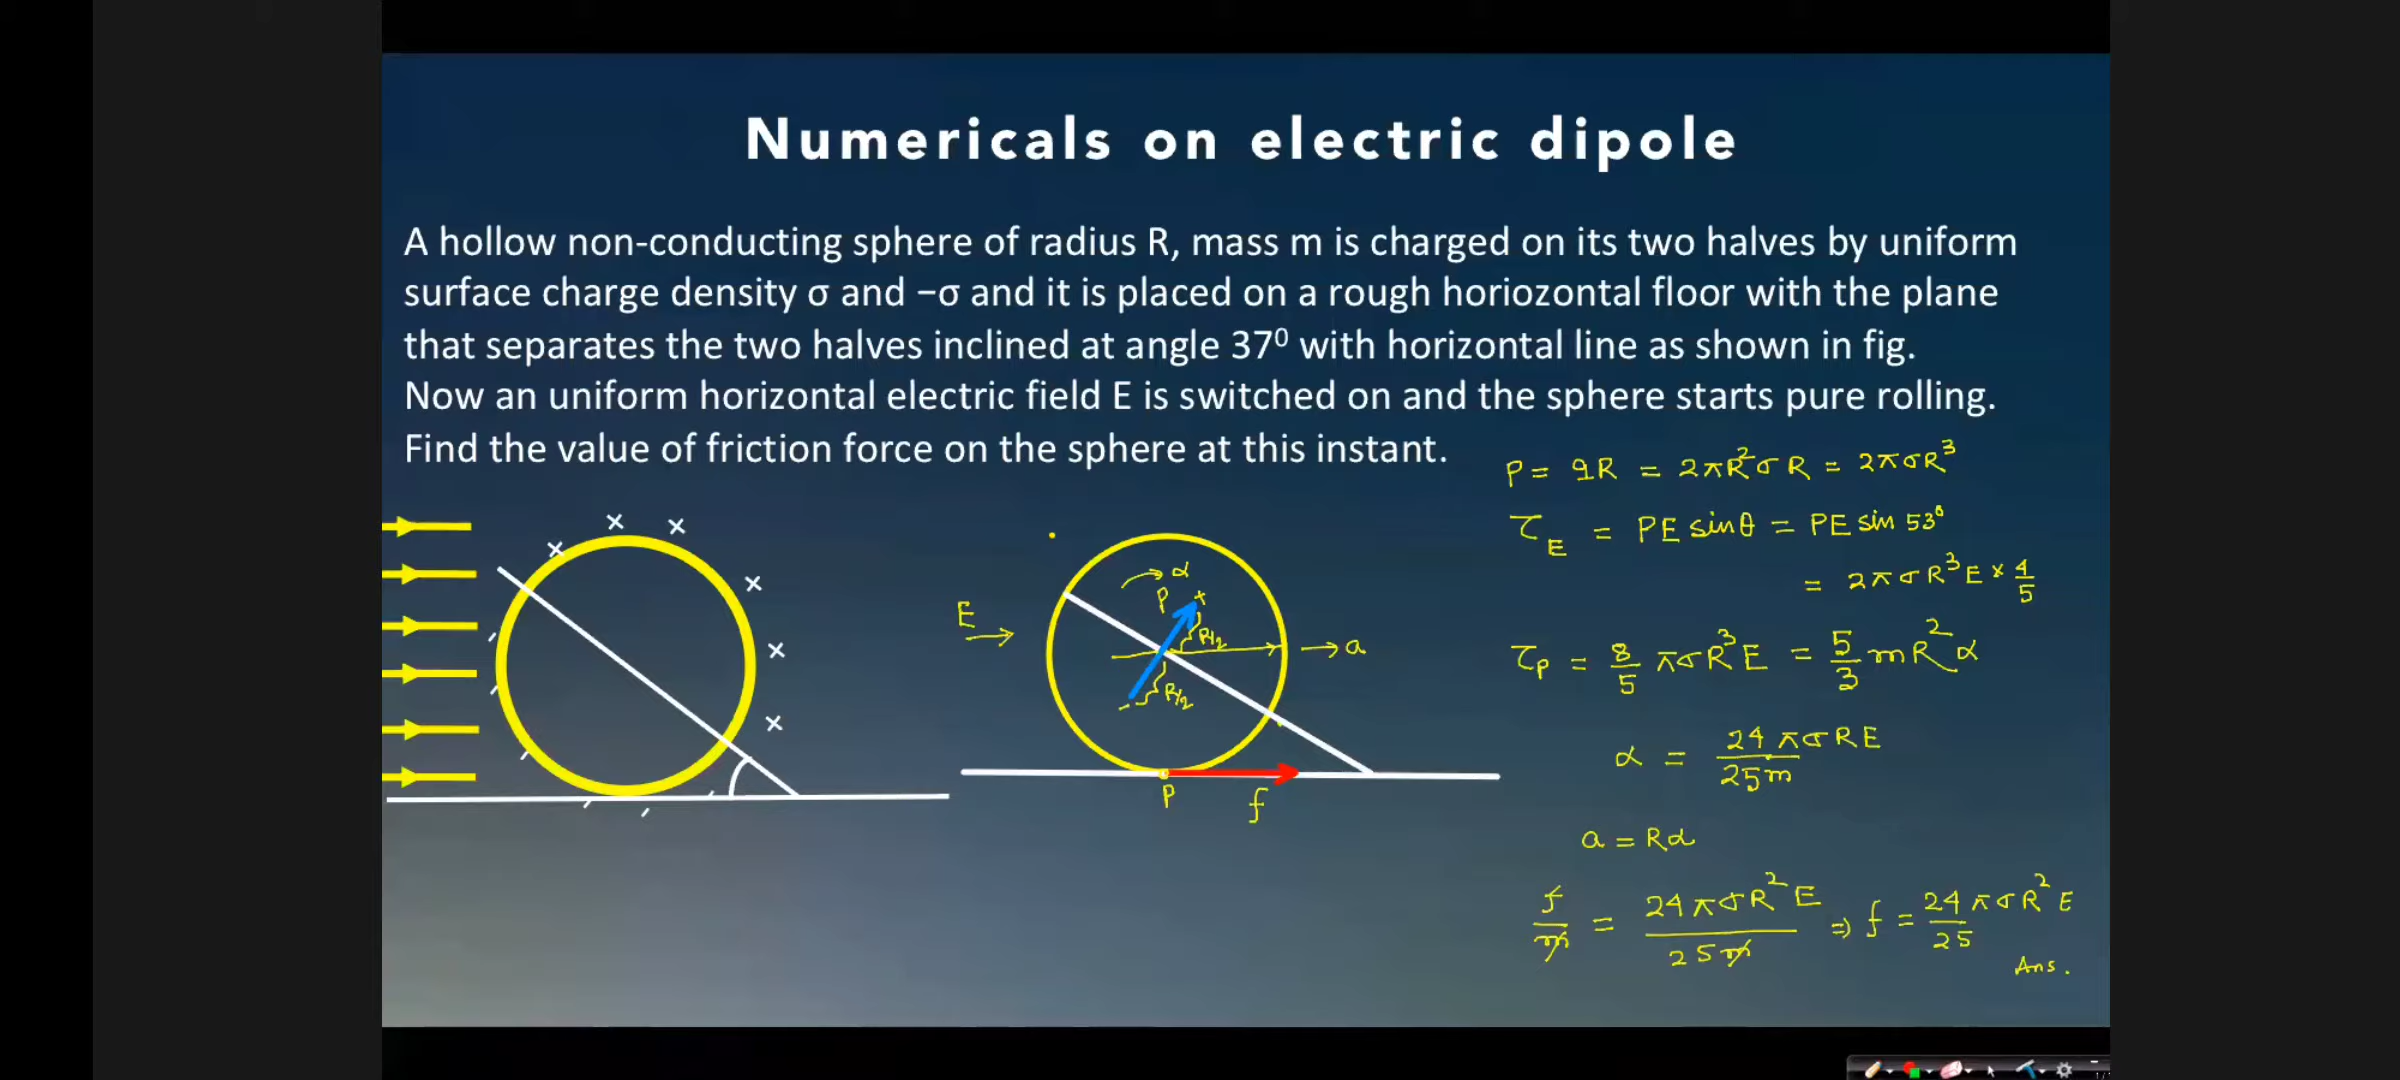 Numericals on electric dipole
A hollow non-conducting sphere of radius R, mass m is charged on its two halves by uniform
surface charge density σ and −σ and it is placed on a rough horiozontal floor with the plane
that separates the two halves inclined at angle 37⁰ with horizontal line as shown in fig.
Now an uniform horizontal electric field E is switched on and the sphere starts pure rolling.
Find the value of friction force on the sphere at this instant.
P = qR = 2πR²σR = 2πσR³
τ_E = PE sinθ = PE sin 53°
= 2πσR³E × 4/5
τ_P = 8/5 πσR³E = 5/3 mR²α
α = 24πσRE/25m
a = Rα
f/m = 24πσR²E/25m ⇒ f = 24/25 πσR²E
Ans.
α
P +
E
R/2
a
R/2
-
P
f